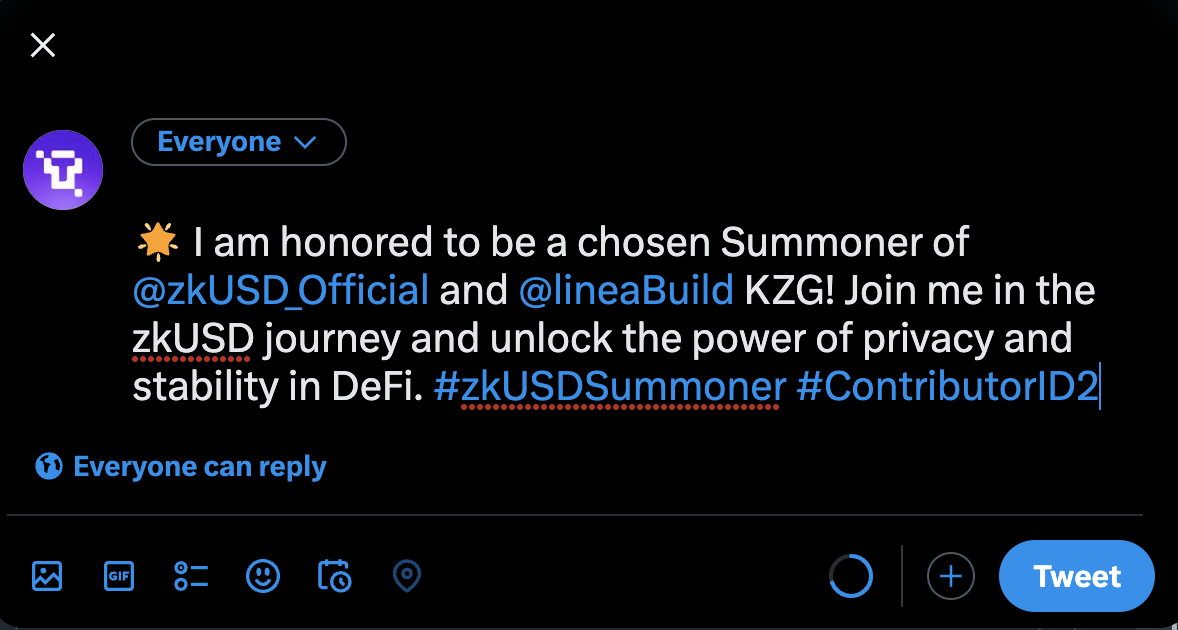 Everyone
🌟 I am honored to be a chosen Summoner of
@zkUSD_Official and @lineaBuild KZG! Join me in the
zkUSD journey and unlock the power of privacy and
stability in DeFi. #zkUSDSummoner #ContributorID2
Everyone can reply
GIF
Tweet